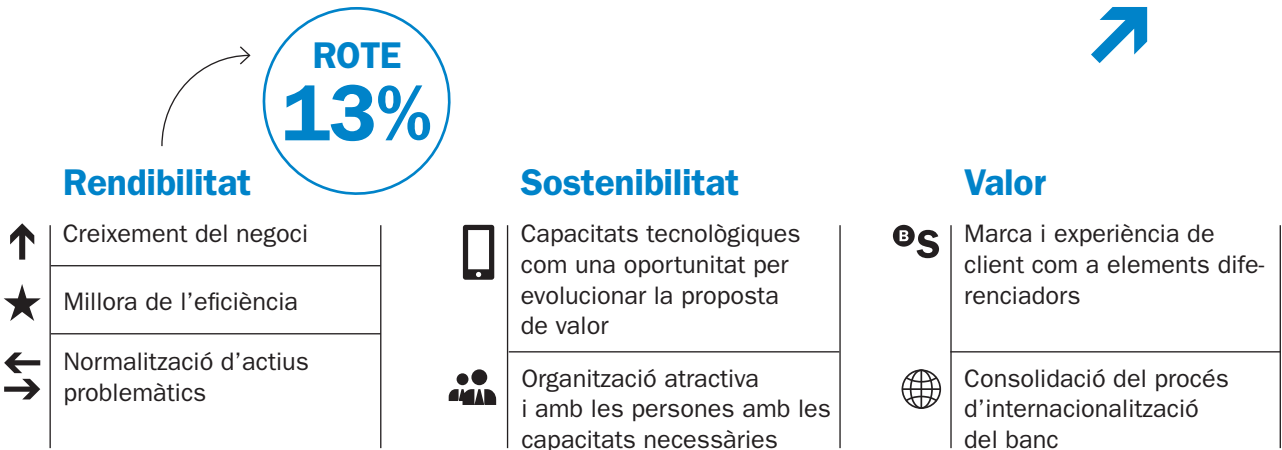 ROTE
13%
Rendibilitat
Creixement del negoci
Millora de l’eficiència
Normalització d’actius
problemàtics
Sostenibilitat
Capacitats tecnològiques
com una oportunitat per
evolucionar la proposta
de valor
Organització atractiva
i amb les persones amb les
capacitats necessàries
Valor
BS
Marca i experiència de
client com a elements dife-
renciadors
Consolidació del procés
d’internacionalització
del banc